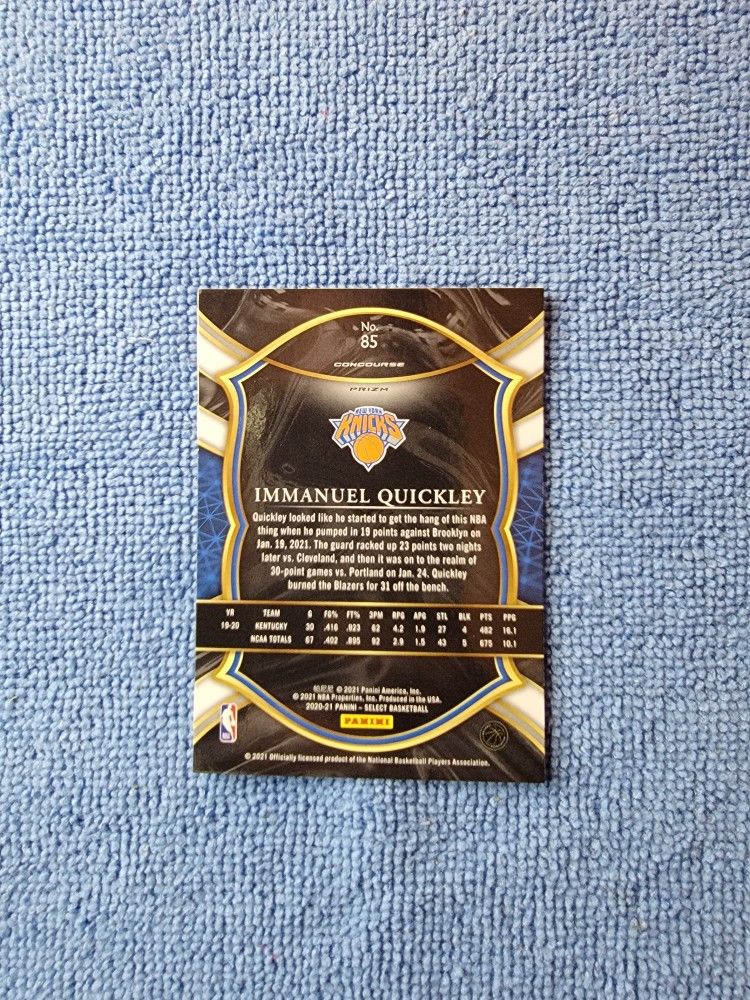 No.
85
CONCOURSE
PRIZM
NEW YORK
KNICKS
IMMANUEL QUICKLEY
Quickley looked like he started to get the hang of this NBA
thing when he pumped in 19 points against Brooklyn on
Jan. 19, 2021. The guard racked up 23 points two nights
later vs. Cleveland, and then it was on to the realm of
30-point games vs. Portland on Jan. 24. Quickley
burned the Blazers for 31 off the bench.
YR TEAM G FG% FT% 3PM RPG APG STL BLK PTS PPG
19-20 KENTUCKY 30 .416 .923 62 4.2 1.9 27 4 482 16.1
NCAA TOTALS 67 .402 .895 92 2.9 1.5 43 5 675 10.1
帕尼尼 © 2021 Panini America, Inc.
© 2021 NBA Properties, Inc. Produced in the USA.
2020-21 PANINI – SELECT BASKETBALL
PANINI
NBA
© 2021 Officially licensed product of the National Basketball Players Association.